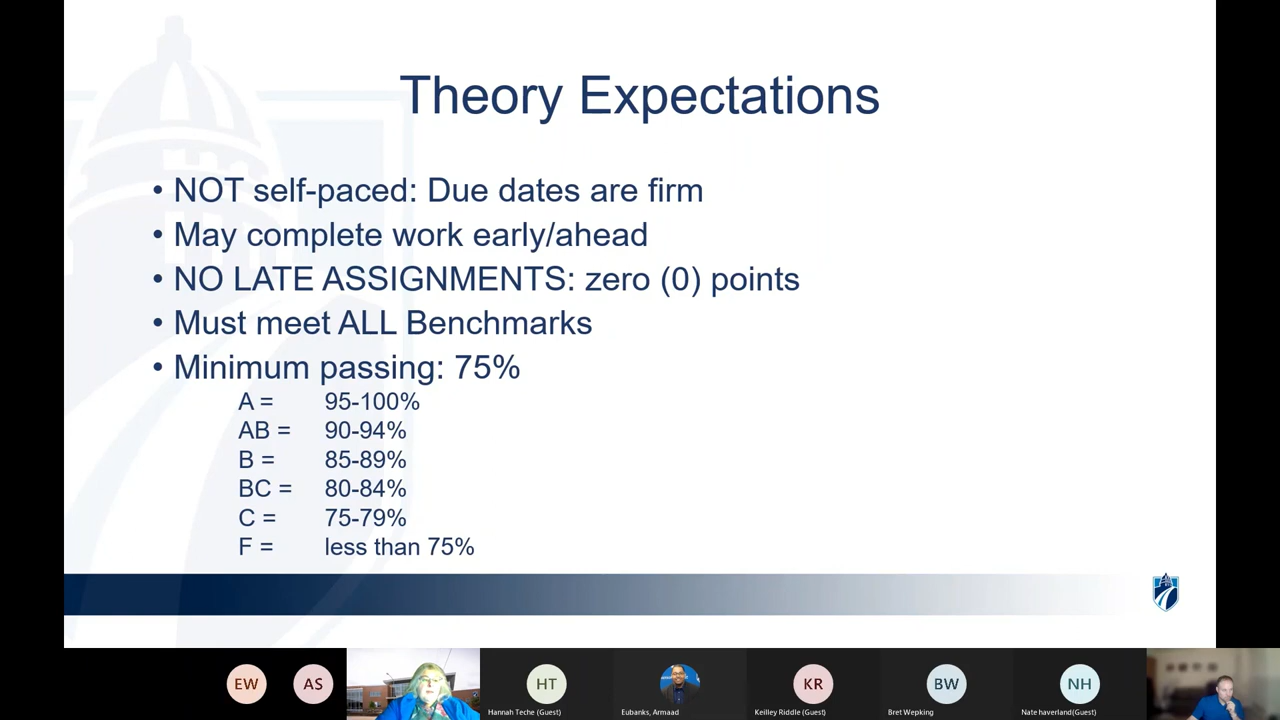 Theory Expectations
• NOT self-paced: Due dates are firm
• May complete work early/ahead
• NO LATE ASSIGNMENTS: zero (0) points
• Must meet ALL Benchmarks
• Minimum passing: 75%
A = 95-100%
AB = 90-94%
B = 85-89%
BC = 80-84%
C = 75-79%
F = less than 75%
EW
AS
HT
KR
BW
NH
Hannah Teche (Guest)
Eubanks, Armaad
Keilley Riddle (Guest)
Bret Wepking
Nate haverland(Guest)